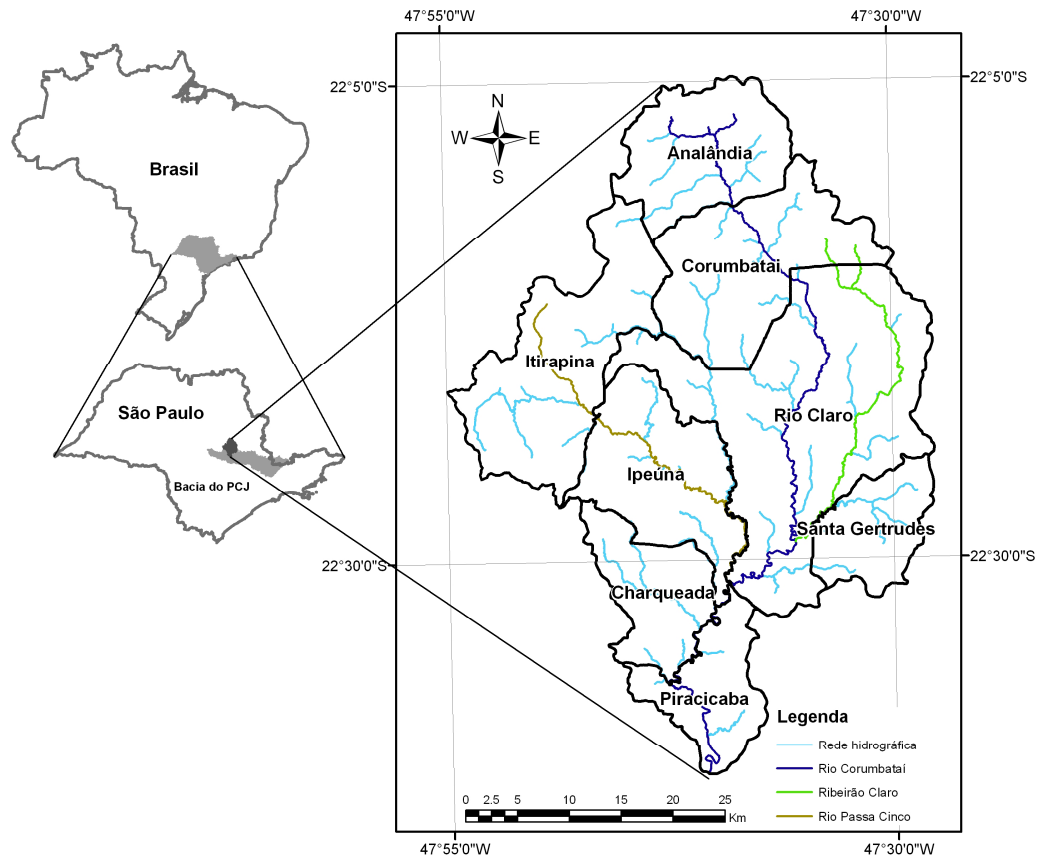 47°55'0"W
47°30'0"W
22°5'0"S
22°5'0"S
N
W
E
S
Brasil
Analândia
Corumbataí
Itirapina
São Paulo
Rio Claro
Ipeúna
Bacia do PCJ
Santa Gertrudes
22°30'0"S
22°30'0"S
Charqueada
Piracicaba
Legenda
Rede hidrográfica
Rio Corumbataí
Ribeirão Claro
Rio Passa Cinco
0 2.5 5 10 15 20 25
Km
47°55'0"W
47°30'0"W